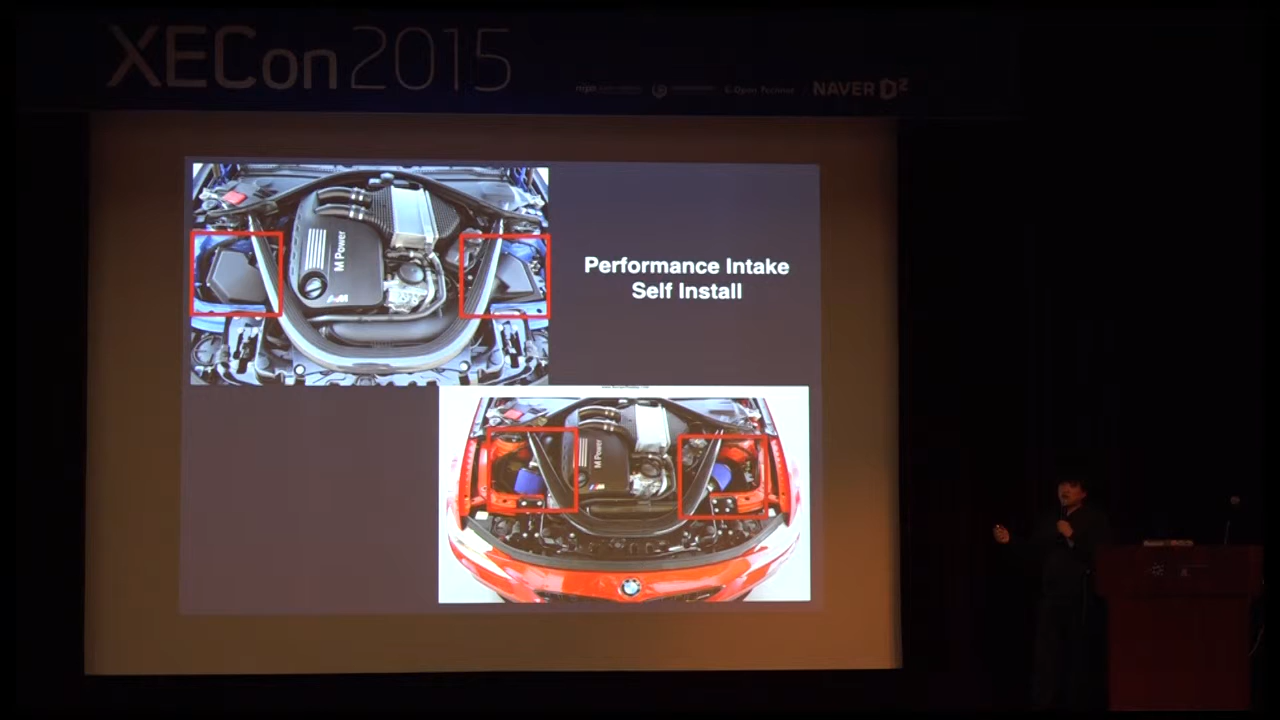 XECon2015
NAVER D2
Performance Intake
Self Install
M Power
M Power